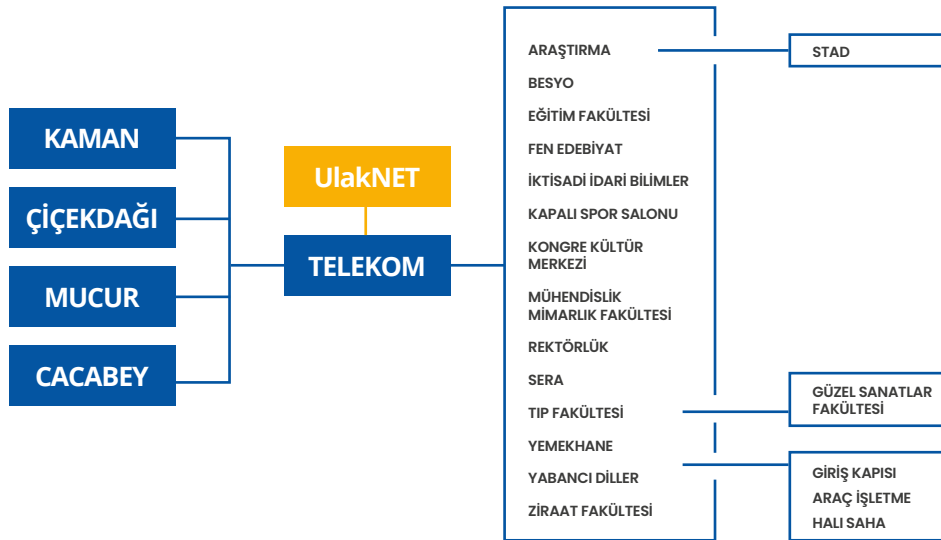 KAMAN
ÇİÇEKDAĞI
MUCUR
CACABEY
UlakNET
TELEKOM
ARAŞTIRMA
BESYO
EĞİTİM FAKÜLTESİ
FEN EDEBİYAT
İKTİSADİ İDARİ BİLİMLER
KAPALI SPOR SALONU
KONGRE KÜLTÜR
MERKEZİ
MÜHENDİSLİK
MİMARLIK FAKÜLTESİ
REKTÖRLÜK
SERA
TIP FAKÜLTESİ
YEMEKHANE
YABANCI DİLLER
ZİRAAT FAKÜLTESİ
STAD
GÜZEL SANATLAR
FAKÜLTESİ
GİRİŞ KAPISI
ARAÇ İŞLETME
HALI SAHA